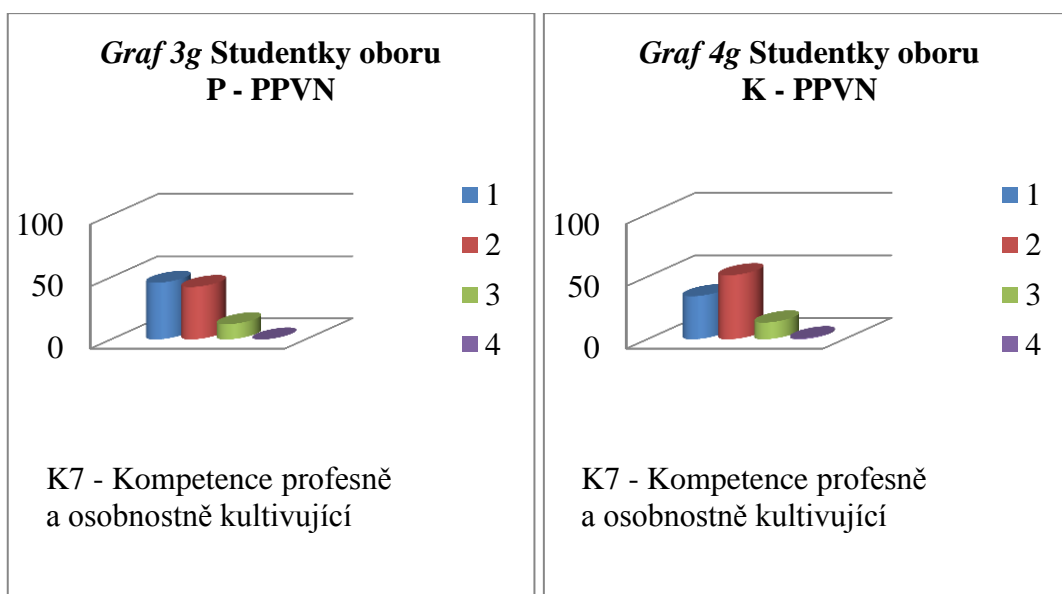 Graf 3g Studentky oboru
P - PPVN
100
50
0
1
2
3
4
K7 - Kompetence profesně
a osobnostně kultivující
Graf 4g Studentky oboru
K - PPVN
100
50
0
1
2
3
4
K7 - Kompetence profesně
a osobnostně kultivující